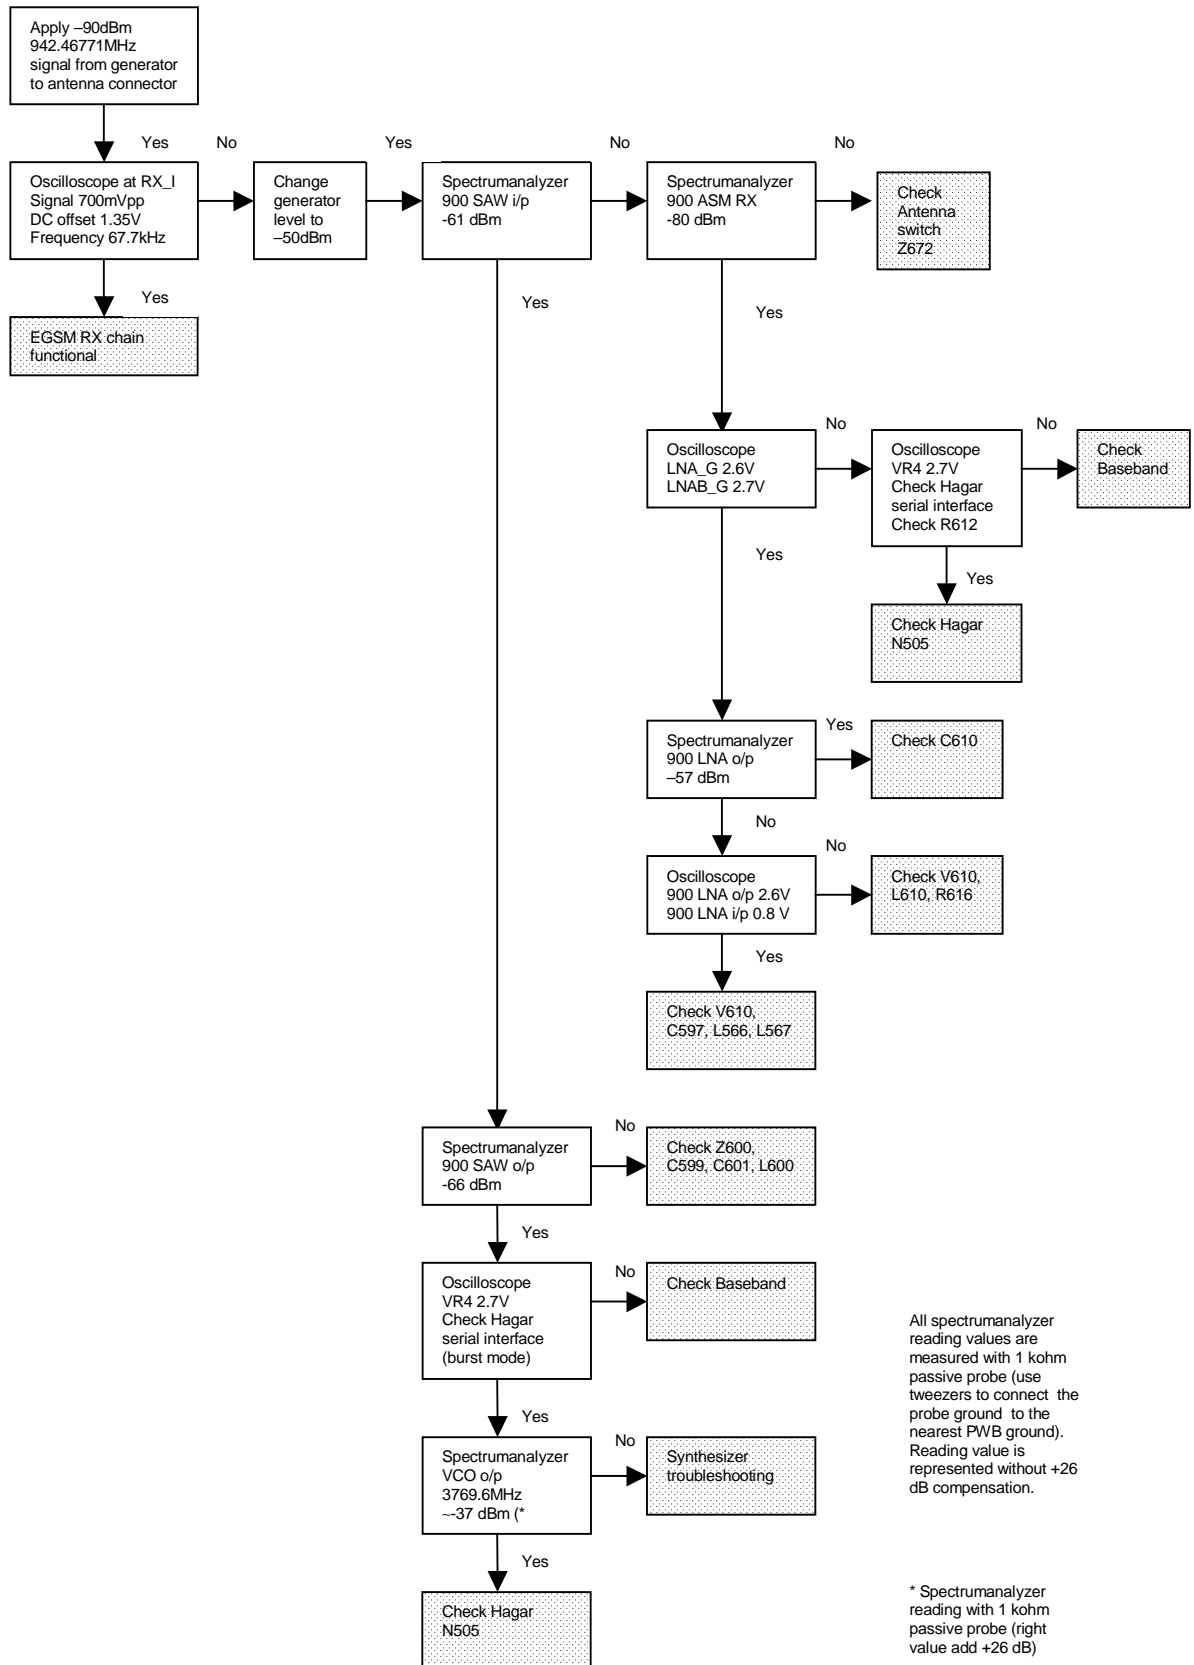 Apply –90dBm
942.46771MHz
signal from generator
to antenna connector
Yes
No
Yes
No
No
Oscilloscope at RX_I
Signal 700mVpp
DC offset 1.35V
Frequency 67.7kHz
Change
generator
level to
–50dBm
Spectrumanalyzer
900 SAW i/p
-61 dBm
Spectrumanalyzer
900 ASM RX
-80 dBm
Check
Antenna
switch
Z672
Yes
Yes
Yes
EGSM RX chain
functional
No
No
Oscilloscope
LNA_G 2.6V
LNAB_G 2.7V
Oscilloscope
VR4 2.7V
Check Hagar
serial interface
Check R612
Check
Baseband
Yes
Yes
Check Hagar
N505
Spectrumanalyzer
900 LNA o/p
–57 dBm
Yes
Check C610
No
No
Oscilloscope
900 LNA o/p 2.6V
900 LNA i/p 0.8 V
Check V610,
L610, R616
Yes
Check V610,
C597, L566, L567
Spectrumanalyzer
900 SAW o/p
-66 dBm
No
Check Z600,
C599, C601, L600
Yes
Oscilloscope
VR4 2.7V
Check Hagar
serial interface
(burst mode)
No
Check Baseband
Yes
Spectrumanalyzer
VCO o/p
3769.6MHz
~-37 dBm (*
No
Synthesizer
troubleshooting
Yes
Check Hagar
N505
All spectrumanalyzer
reading values are
measured with 1 kohm
passive probe (use
tweezers to connect the
probe ground to the
nearest PWB ground).
Reading value is
represented without +26
dB compensation.
* Spectrumanalyzer
reading with 1 kohm
passive probe (right
value add +26 dB)